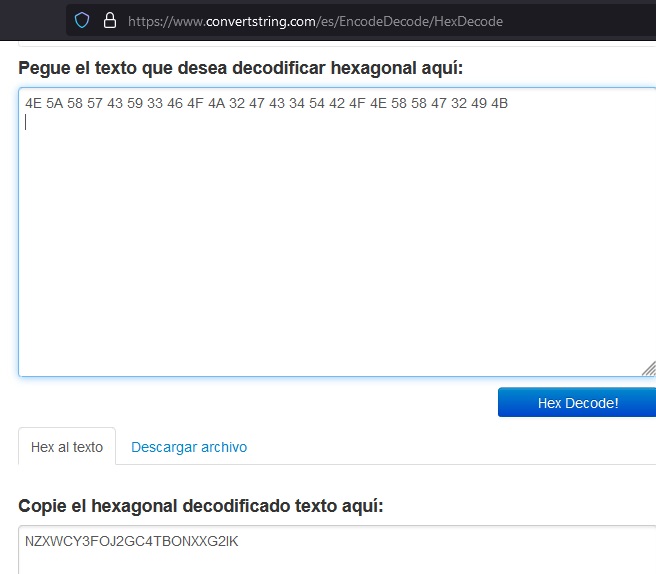 https://www.convertstring.com/es/EncodeDecode/HexDecode
Pegue el texto que desea decodificar hexagonal aquí:
4E 5A 58 57 43 59 33 46 4F 4A 32 47 43 34 54 42 4F 4E 58 58 47 32 49 4B
Hex Decode!
Hex al texto
Descargar archivo
Copie el hexagonal decodificado texto aquí:
NZXWCY3FOJ2GC4TBONXXG2IK